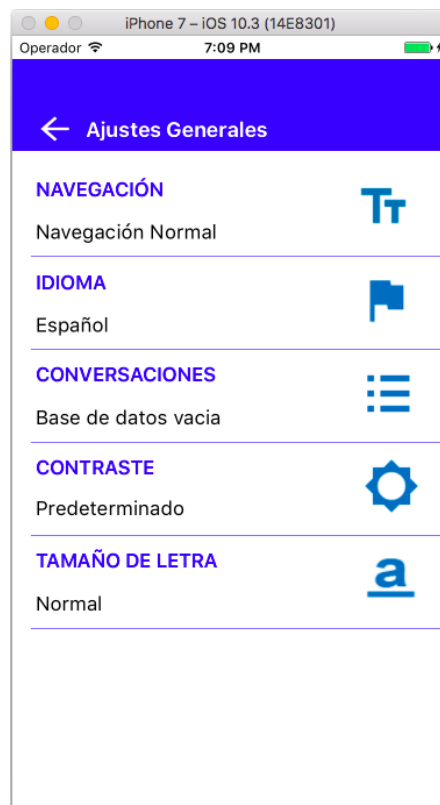 iPhone 7 – iOS 10.3 (14E8301)
Operador 7:09 PM
Ajustes Generales
NAVEGACIÓN
Navegación Normal
IDIOMA
Español
CONVERSACIONES
Base de datos vacia
CONTRASTE
Predeterminado
TAMAÑO DE LETRA
Normal